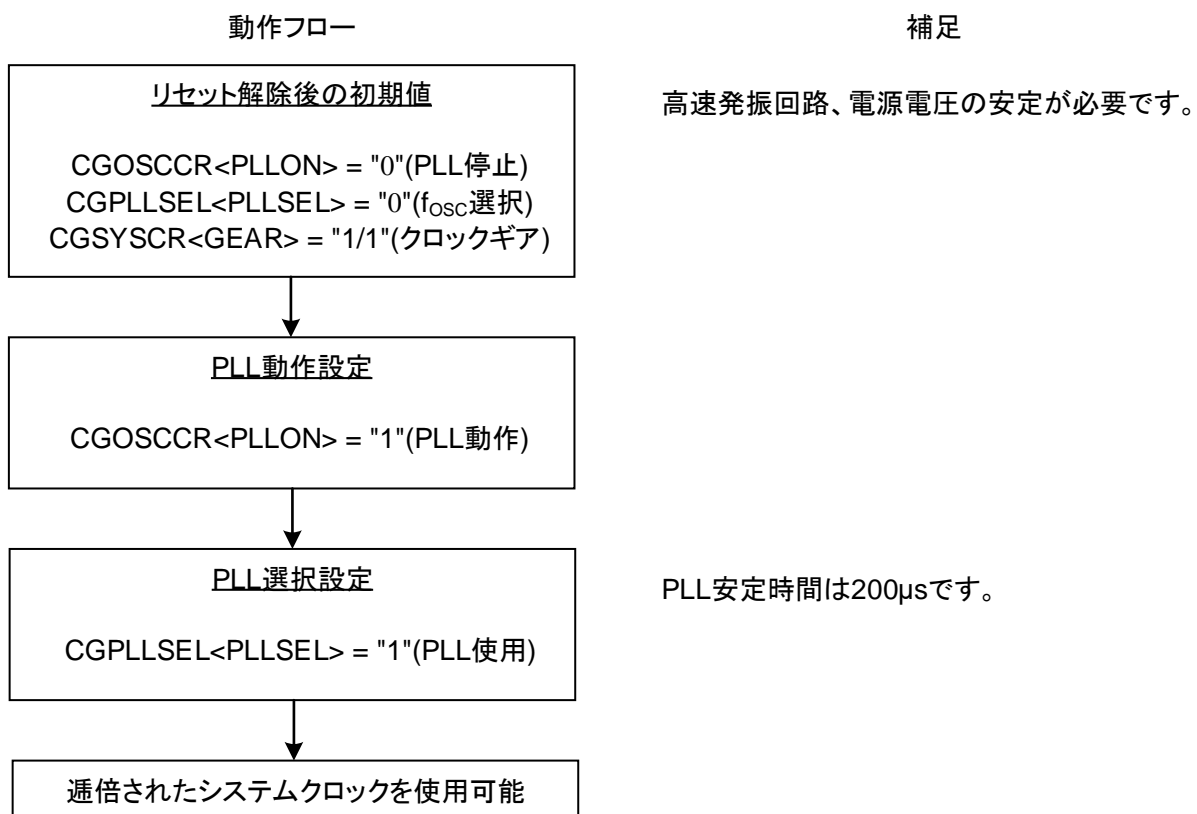 動作フロー
補足
リセット解除後の初期値
高速発振回路、電源電圧の安定が必要です。
CGOSCCR<PLLON> = "0"(PLL停止)
CGPLLSEL<PLLSEL> = "0"(fOSC選択)
CGSYSCR<GEAR> = "1/1"(クロックギア)
PLL動作設定
CGOSCCR<PLLON> = "1"(PLL動作)
PLL選択設定
PLL安定時間は200µsです。
CGPLLSEL<PLLSEL> = "1"(PLL使用)
逓倍されたシステムクロックを使用可能